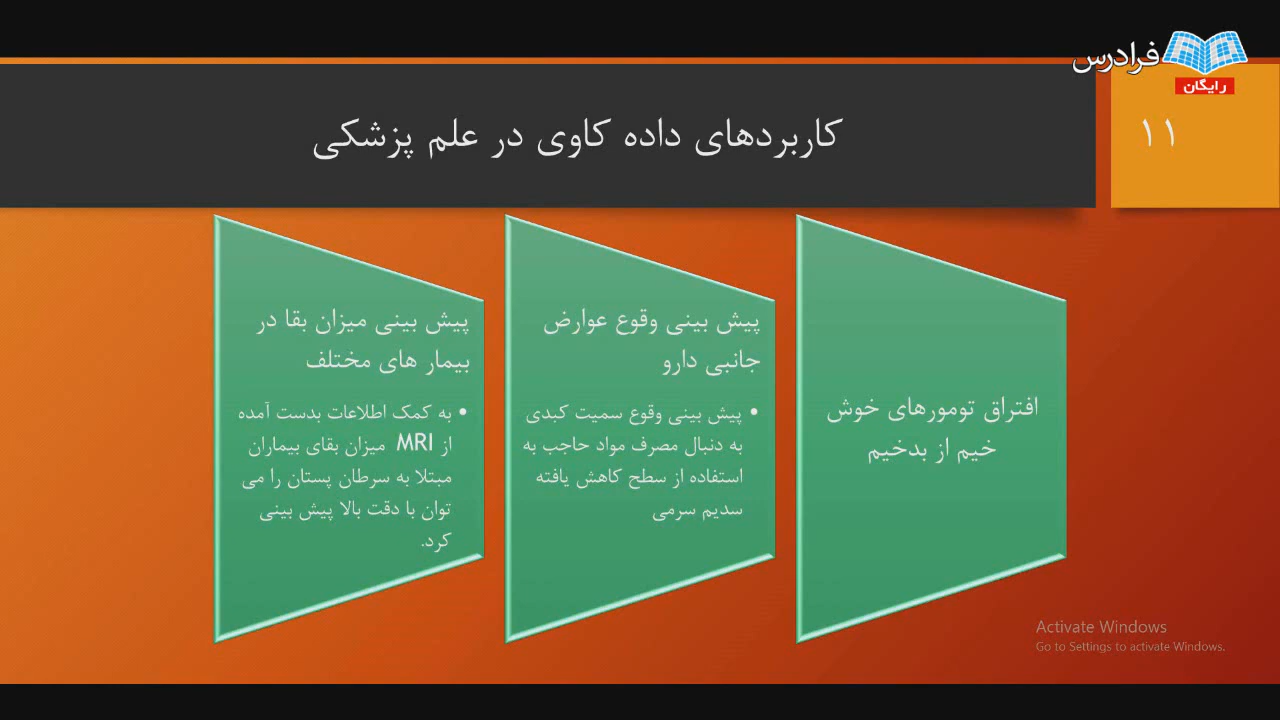 فرادرس
رایگان
۱۱
کاربردهای داده کاوی در علم پزشکی
افتراق تومورهای خوش
خیم از بدخیم
پیش بینی وقوع عوارض
جانبی دارو
• پیش بینی وقوع سمیت کبدی
به دنبال مصرف مواد حاجب به
استفاده از سطح کاهش یافته
سدیم سرمی
پیش بینی میزان بقا در
بیمار های مختلف
• به کمک اطلاعات بدست آمده
از MRI میزان بقای بیماران
مبتلا به سرطان پستان را می
توان با دقت بالا پیش بینی
کرد.
Activate Windows
Go to Settings to activate Windows.